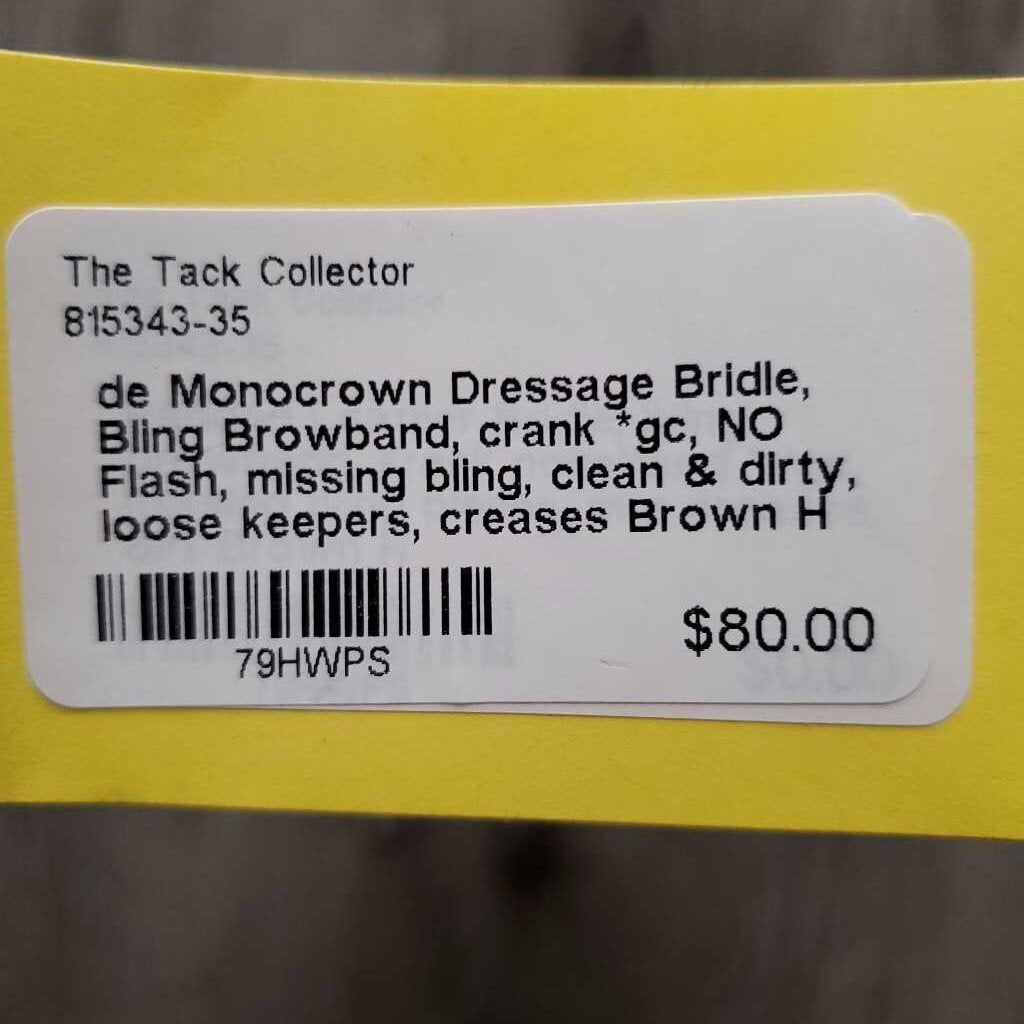 The Tack Collector
815343-35
de Monocrown Dressage Bridle,
Bling Browband, crank *gc, NO
Flash, missing bling, clean & dirty,
loose keepers, creases Brown H
79HWPS
$80.00